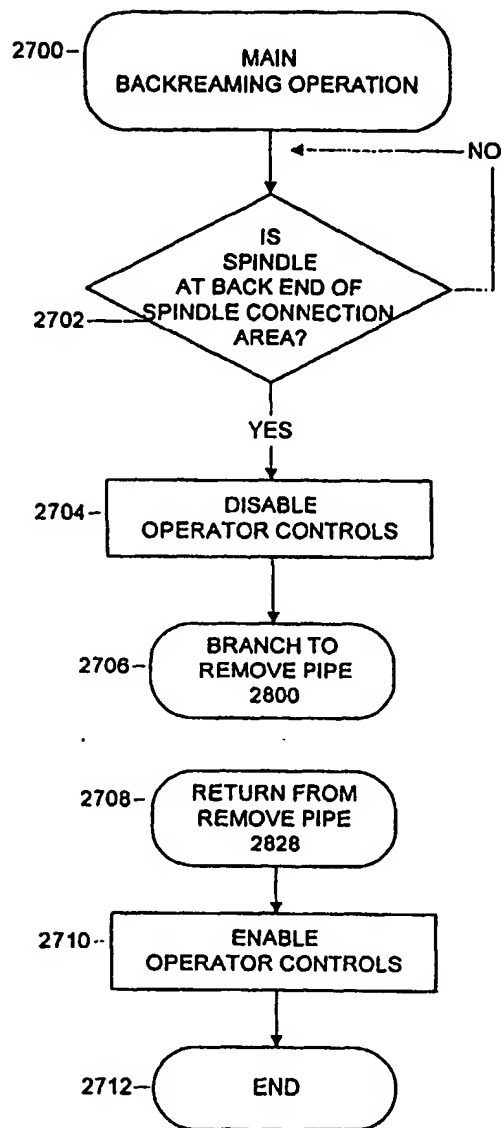 2700
MAIN
BACKREAMING OPERATION
NO
IS
SPINDLE
AT BACK END OF
2702
SPINDLE CONNECTION
AREA?
YES
2704
DISABLE
OPERATOR CONTROLS
2706
BRANCH TO
REMOVE PIPE
2800
2708
RETURN FROM
REMOVE PIPE
2828
2710
ENABLE
OPERATOR CONTROLS
2712
END